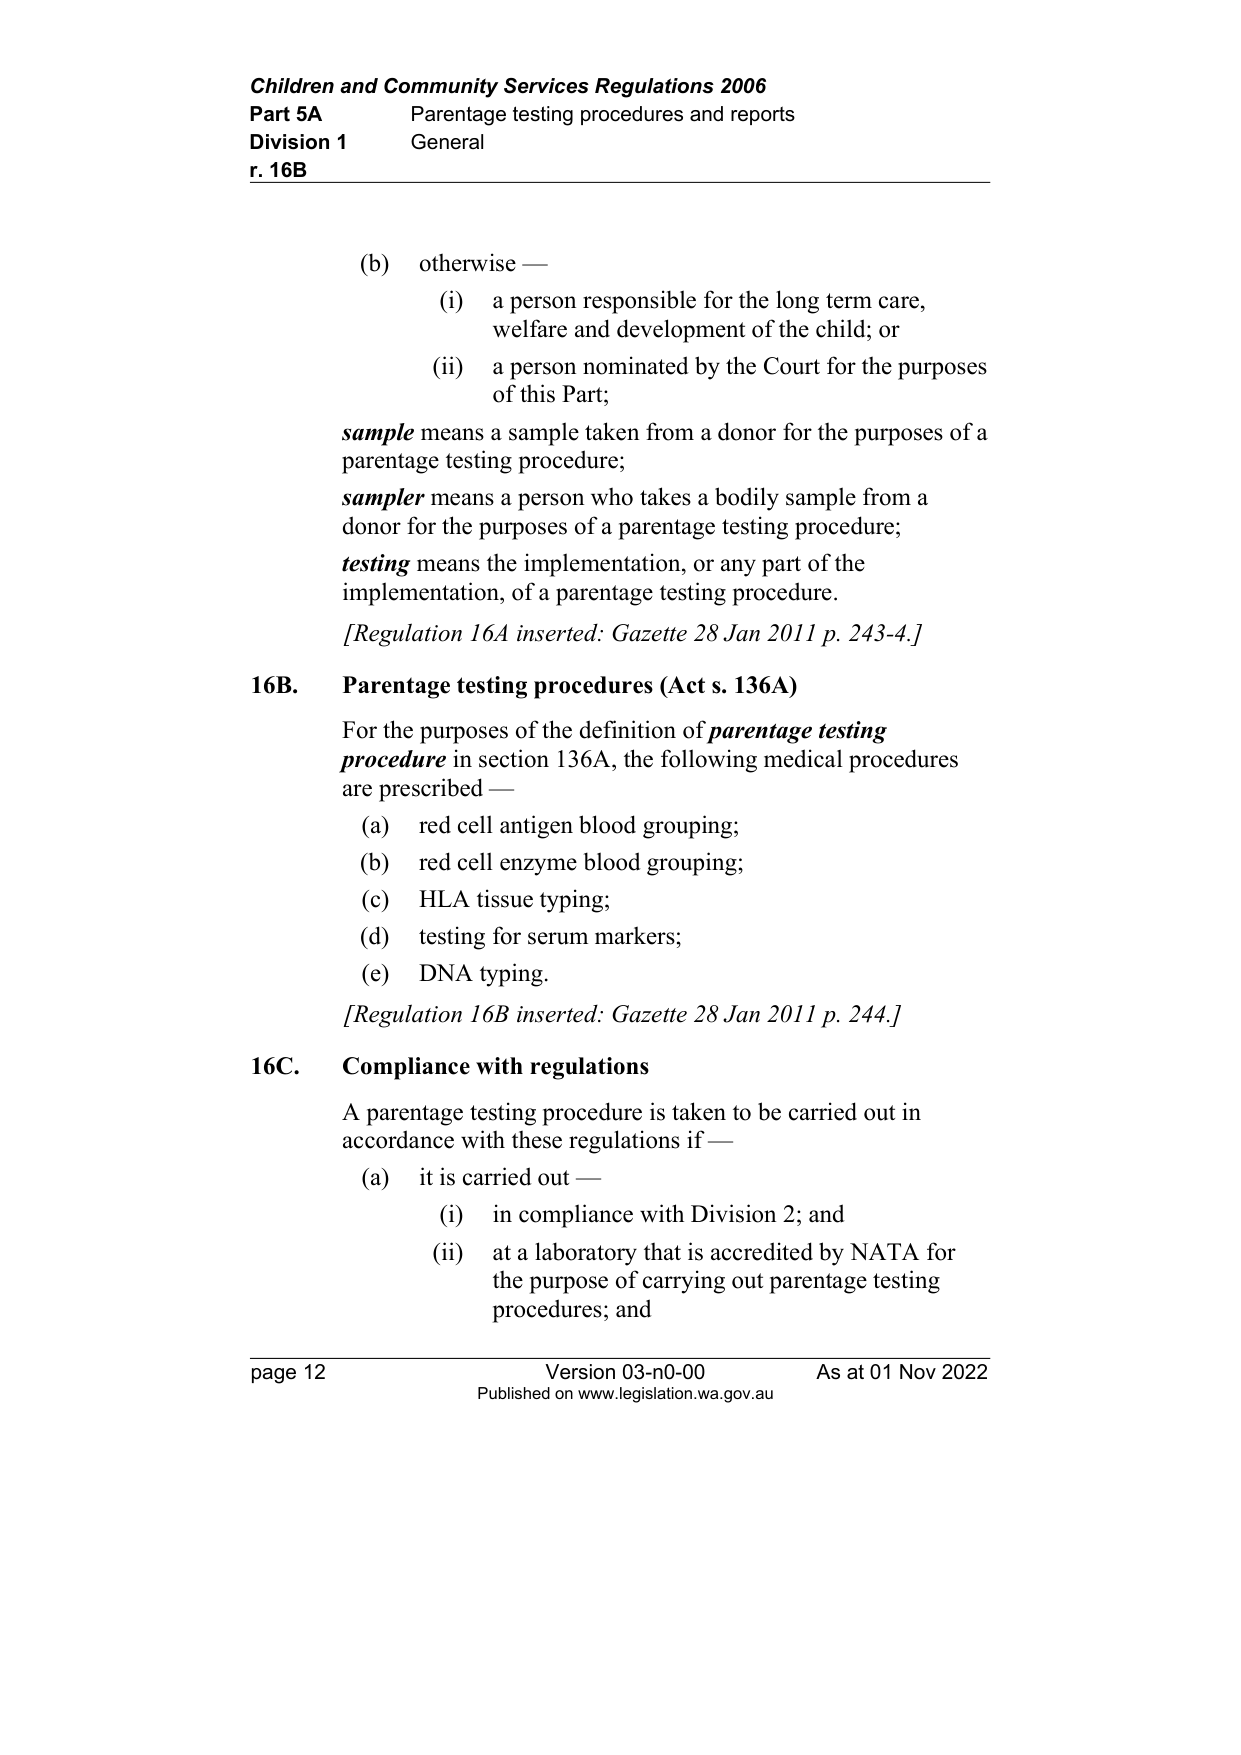 Children and Community Services Regulations 2006
Part 5A Parentage testing procedures and reports
Division 1 General
r. 16B
(b) otherwise —
(i) a person responsible for the long term care,
welfare and development of the child; or
(ii) a person nominated by the Court for the purposes
of this Part;
sample means a sample taken from a donor for the purposes of a
parentage testing procedure;
sampler means a person who takes a bodily sample from a
donor for the purposes of a parentage testing procedure;
testing means the implementation, or any part of the
implementation, of a parentage testing procedure.
[Regulation 16A inserted: Gazette 28 Jan 2011 p. 243-4.]
16B. Parentage testing procedures (Act s. 136A)
For the purposes of the definition of parentage testing
procedure in section 136A, the following medical procedures
are prescribed —
(a) red cell antigen blood grouping;
(b) red cell enzyme blood grouping;
(c) HLA tissue typing;
(d) testing for serum markers;
(e) DNA typing.
[Regulation 16B inserted: Gazette 28 Jan 2011 p. 244.]
16C. Compliance with regulations
A parentage testing procedure is taken to be carried out in
accordance with these regulations if —
(a) it is carried out —
(i) in compliance with Division 2; and
(ii) at a laboratory that is accredited by NATA for
the purpose of carrying out parentage testing
procedures; and
page 12 Version 03-n0-00 As at 01 Nov 2022
Published on www.legislation.wa.gov.au